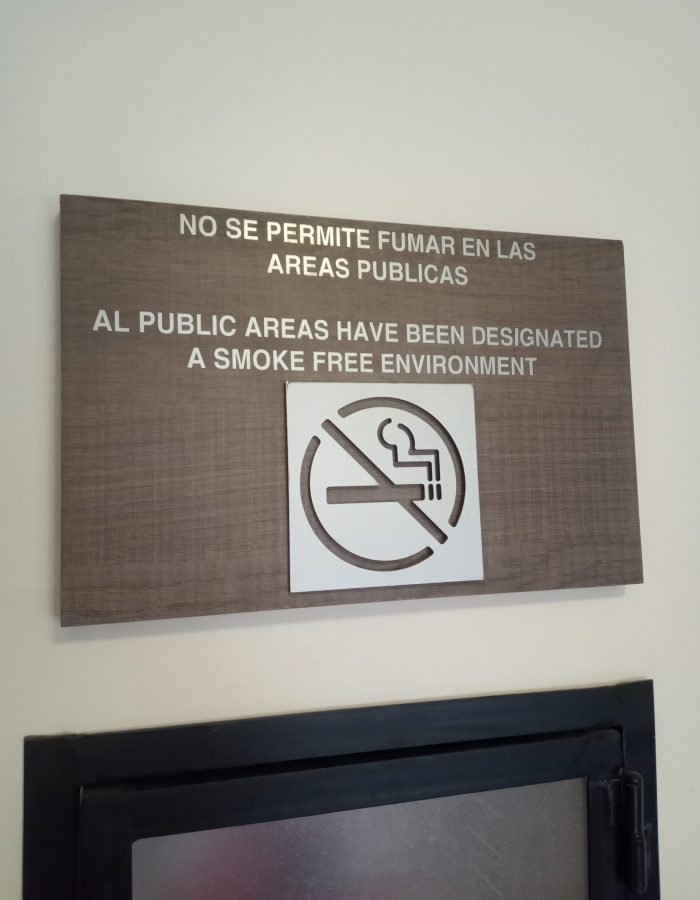 NO SE PERMITE FUMAR EN LAS
AREAS PUBLICAS
AL PUBLIC AREAS HAVE BEEN DESIGNATED
A SMOKE FREE ENVIRONMENT